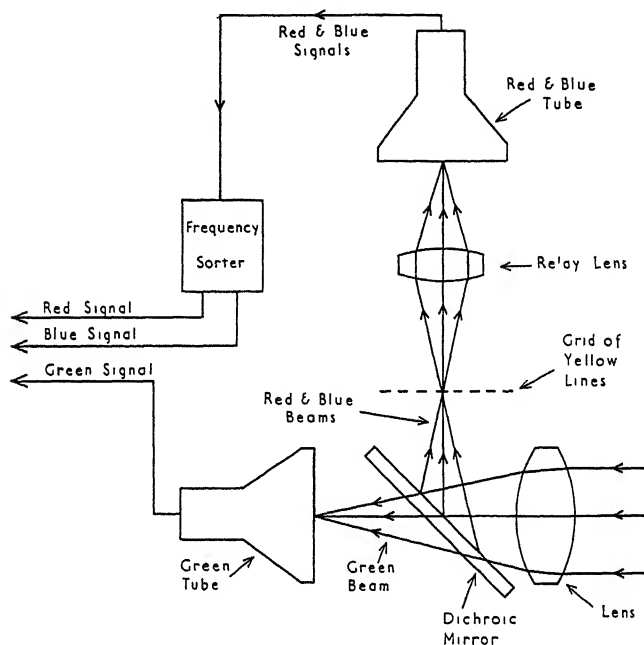 Red & Blue
Signals
Red & Blue
Tube
Frequency
Sorter
Relay Lens
Red Signal
Blue Signal
Green Signal
Grid of
Yellow
Lines
Red & Blue
Beams
Green
Tube
Green
Beam
Dichroic
Mirror
Lens